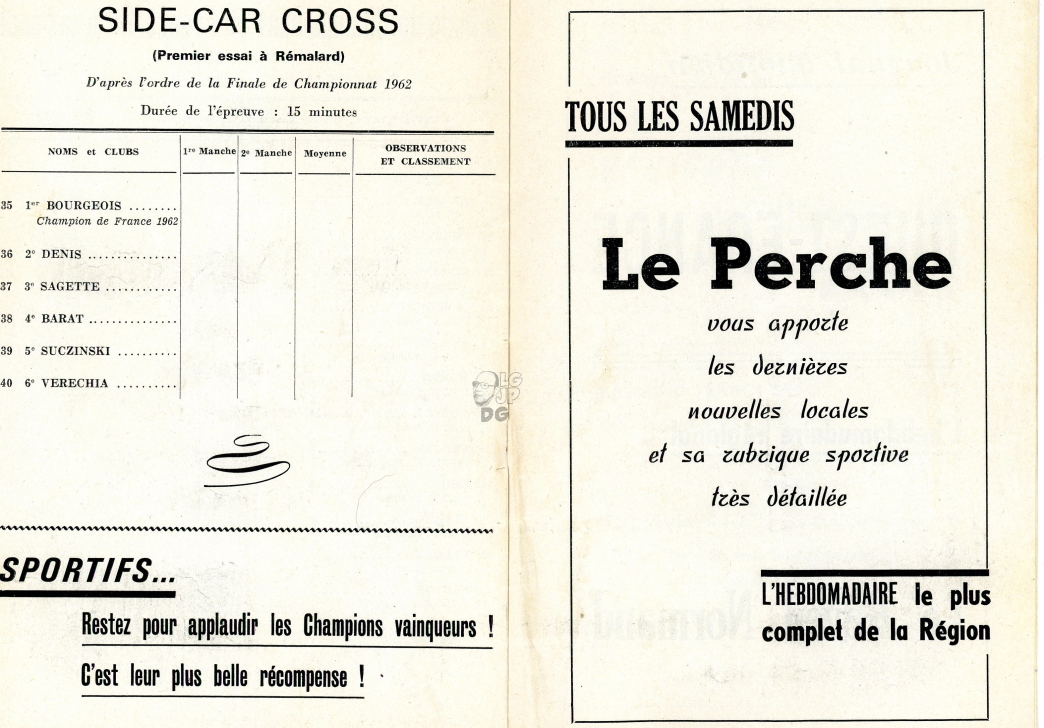 SIDE-CAR CROSS
(Premier essai à Rémalard)
D'après l'ordre de la Finale de Championnat 1962
Durée de l'épreuve : 15 minutes
NOMS et CLUBS 1re Manche 2e Manche Moyenne OBSERVATIONS ET CLASSEMENT
35 1er BOURGEOIS ........
Champion de France 1962
36 2e DENIS ..............
37 3e SAGETTE ...........
38 4e BARAT ..............
39 5e SUCZINSKI ..........
40 6e VERECHIA ..........
SPORTIFS...
Restez pour applaudir les Champions vainqueurs !
C'est leur plus belle récompense !
TOUS LES SAMEDIS
Le Perche
vous apporte
les dernières
nouvelles locales
et sa rubrique sportive
très détaillée
L'HEBDOMADAIRE le plus
complet de la Région
LG
JP
DG